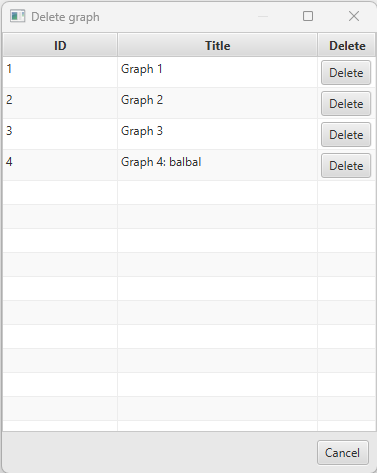 Delete graph
ID Title Delete
1 Graph 1 Delete
2 Graph 2 Delete
3 Graph 3 Delete
4 Graph 4: balbal Delete
Cancel